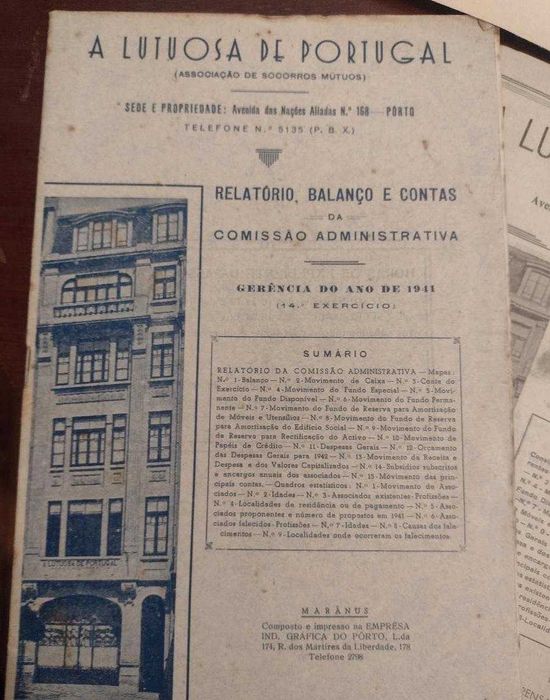 A LUTUOSA DE PORTUGAL
(ASSOCIAÇÃO DE SOCORROS MÚTUOS)
SEDE E PROPRIEDADE: Avenida das Nações Aliadas N.º 168 — PÔRTO
TELEFONE N.º 5135 (P. B. X.)
RELATÓRIO, BALANÇO E CONTAS
DA
COMISSÃO ADMINISTRATIVA
GERÊNCIA DO ANO DE 1941
(14.º EXERCÍCIO)
SUMÁRIO
RELATÓRIO DA COMISSÃO ADMINISTRATIVA — Mapas:
N.º 1-Balanço — N.º 2-Movimento de Caixa — N.º 3-Conta do
Exercício — N.º 4-Movimento do Fundo Especial — N.º 5-Movi-
mento do Fundo Disponível — N.º 6-Movimento do Fundo Perma-
nente — N.º 7-Movimento do Fundo de Reserva para Amortização
de Móveis e Utensílios — N.º 8-Movimento do Fundo de Reserva
para Amortização do Edifício Social — N.º 9-Movimento do Fundo
de Reserva para Rectificação do Activo — N.º 10-Movimento de
Papéis de Crédito — N.º 11-Despesas Gerais — N.º 12-Orçamento
das Despesas Gerais para 1942 — N.º 13-Movimento da Receita e
Despesa e dos Valores Capitalizados — N.º 14-Subsídios subscritos
e encargos anuais dos associados — N.º 15-Movimento das prin-
cipais contas. — Quadros estatísticos: N.º 1-Movimento de Asso-
ciados — N.º 2-Idades — N.º 3-Associados existentes-Profissões —
N.º 4-Localidades de residência ou de pagamento — N.º 5-Asso-
ciados proponentes e número de propostas em 1941 — N.º 6-Asso-
ciados falecidos-Profissões — N.º 7-Idades — N.º 8-Causas dos fale-
cimentos — N.º 9-Localidades onde ocorreram os falecimentos.
A LUTUOSA DE PORTUGAL
MARÂNUS
Composto e impresso na EMPRÊSA
IND. GRÁFICA DO PÔRTO, L.da
174, R. dos Mártires da Liberdade, 178
Telefone 2798
LU